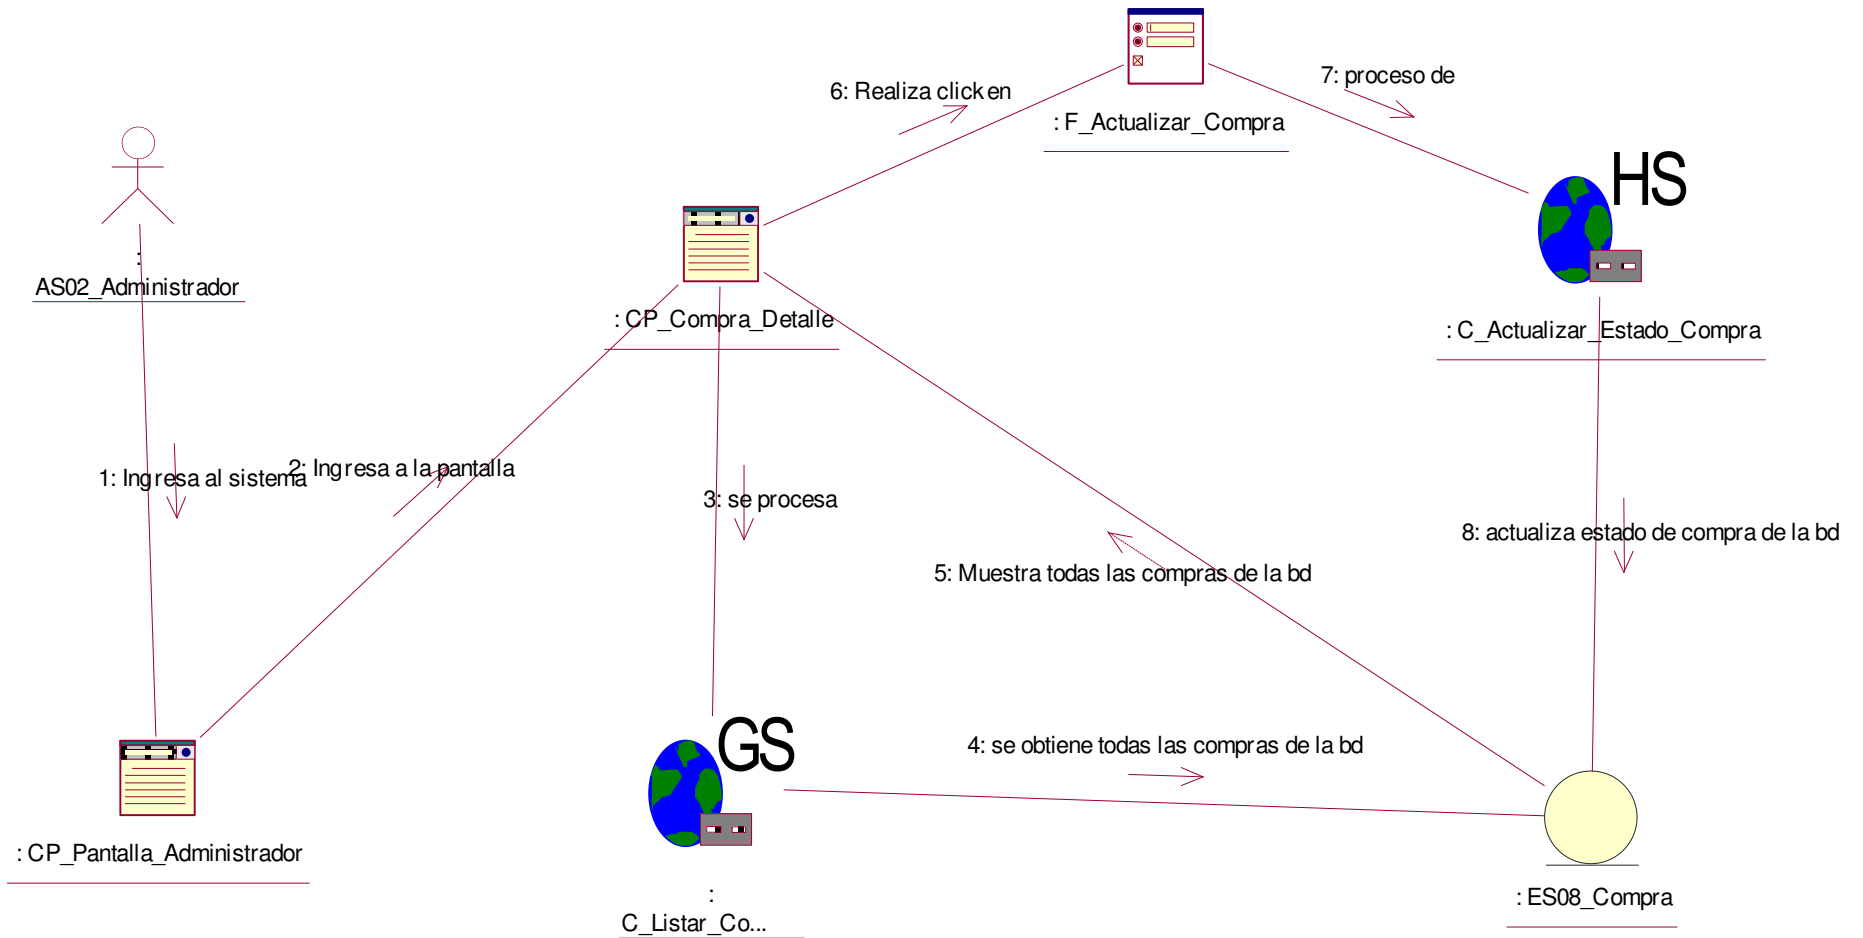 6: Realiza click en
7: proceso de
: F_Actualizar_Compra
HS
:
AS02_Administrador
: CP_Compra_Detalle
: C_Actualizar_Estado_Compra
1: Ingresa al sistema
2: Ingresa a la pantalla
3: se procesa
5: Muestra todas las compras de la bd
8: actualiza estado de compra de la bd
GS
4: se obtiene todas las compras de la bd
: CP_Pantalla_Administrador
:
C_Listar_Co...
: ES08_Compra